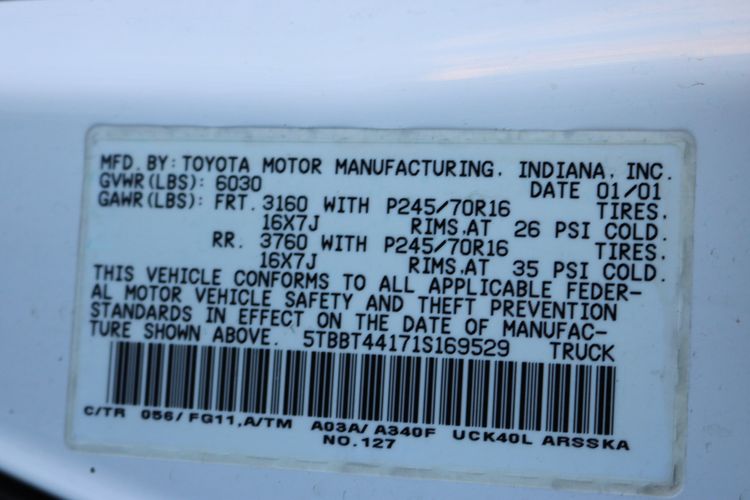 MFD. BY: TOYOTA MOTOR MANUFACTURING, INDIANA, INC.
GVWR(LBS): 6030 DATE 01/01
GAWR(LBS): FRT. 3160 WITH P245/70R16 TIRES.
16X7J RIMS.AT 26 PSI COLD.
RR. 3760 WITH P245/70R16 TIRES.
16X7J RIMS.AT 35 PSI COLD.
THIS VEHICLE CONFORMS TO ALL APPLICABLE FEDER-
AL MOTOR VEHICLE SAFETY AND THEFT PREVENTION
STANDARDS IN EFFECT ON THE DATE OF MANUFAC-
TURE SHOWN ABOVE. 5TBBT44171S169529 TRUCK
C/TR 056/FG11,A/TM A03A/A340F UCK40L ARSSKA
NO.127